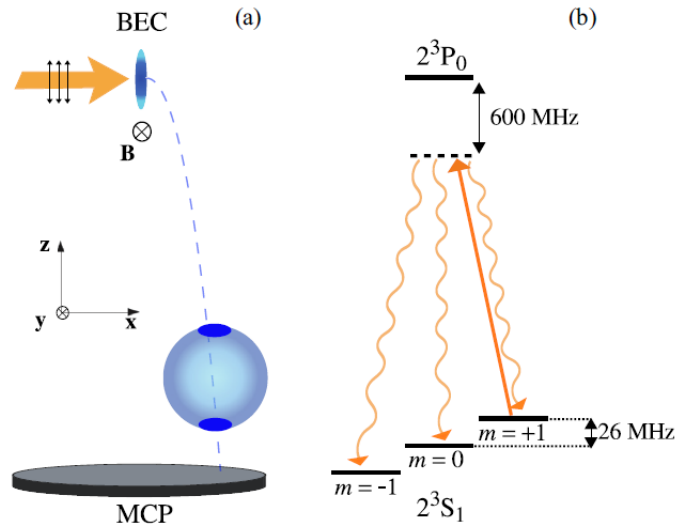 BEC
(a)
B
z
y
x
MCP
(b)
2³P₀
600 MHz
m = +1
26 MHz
m = 0
m = -1
2³S₁